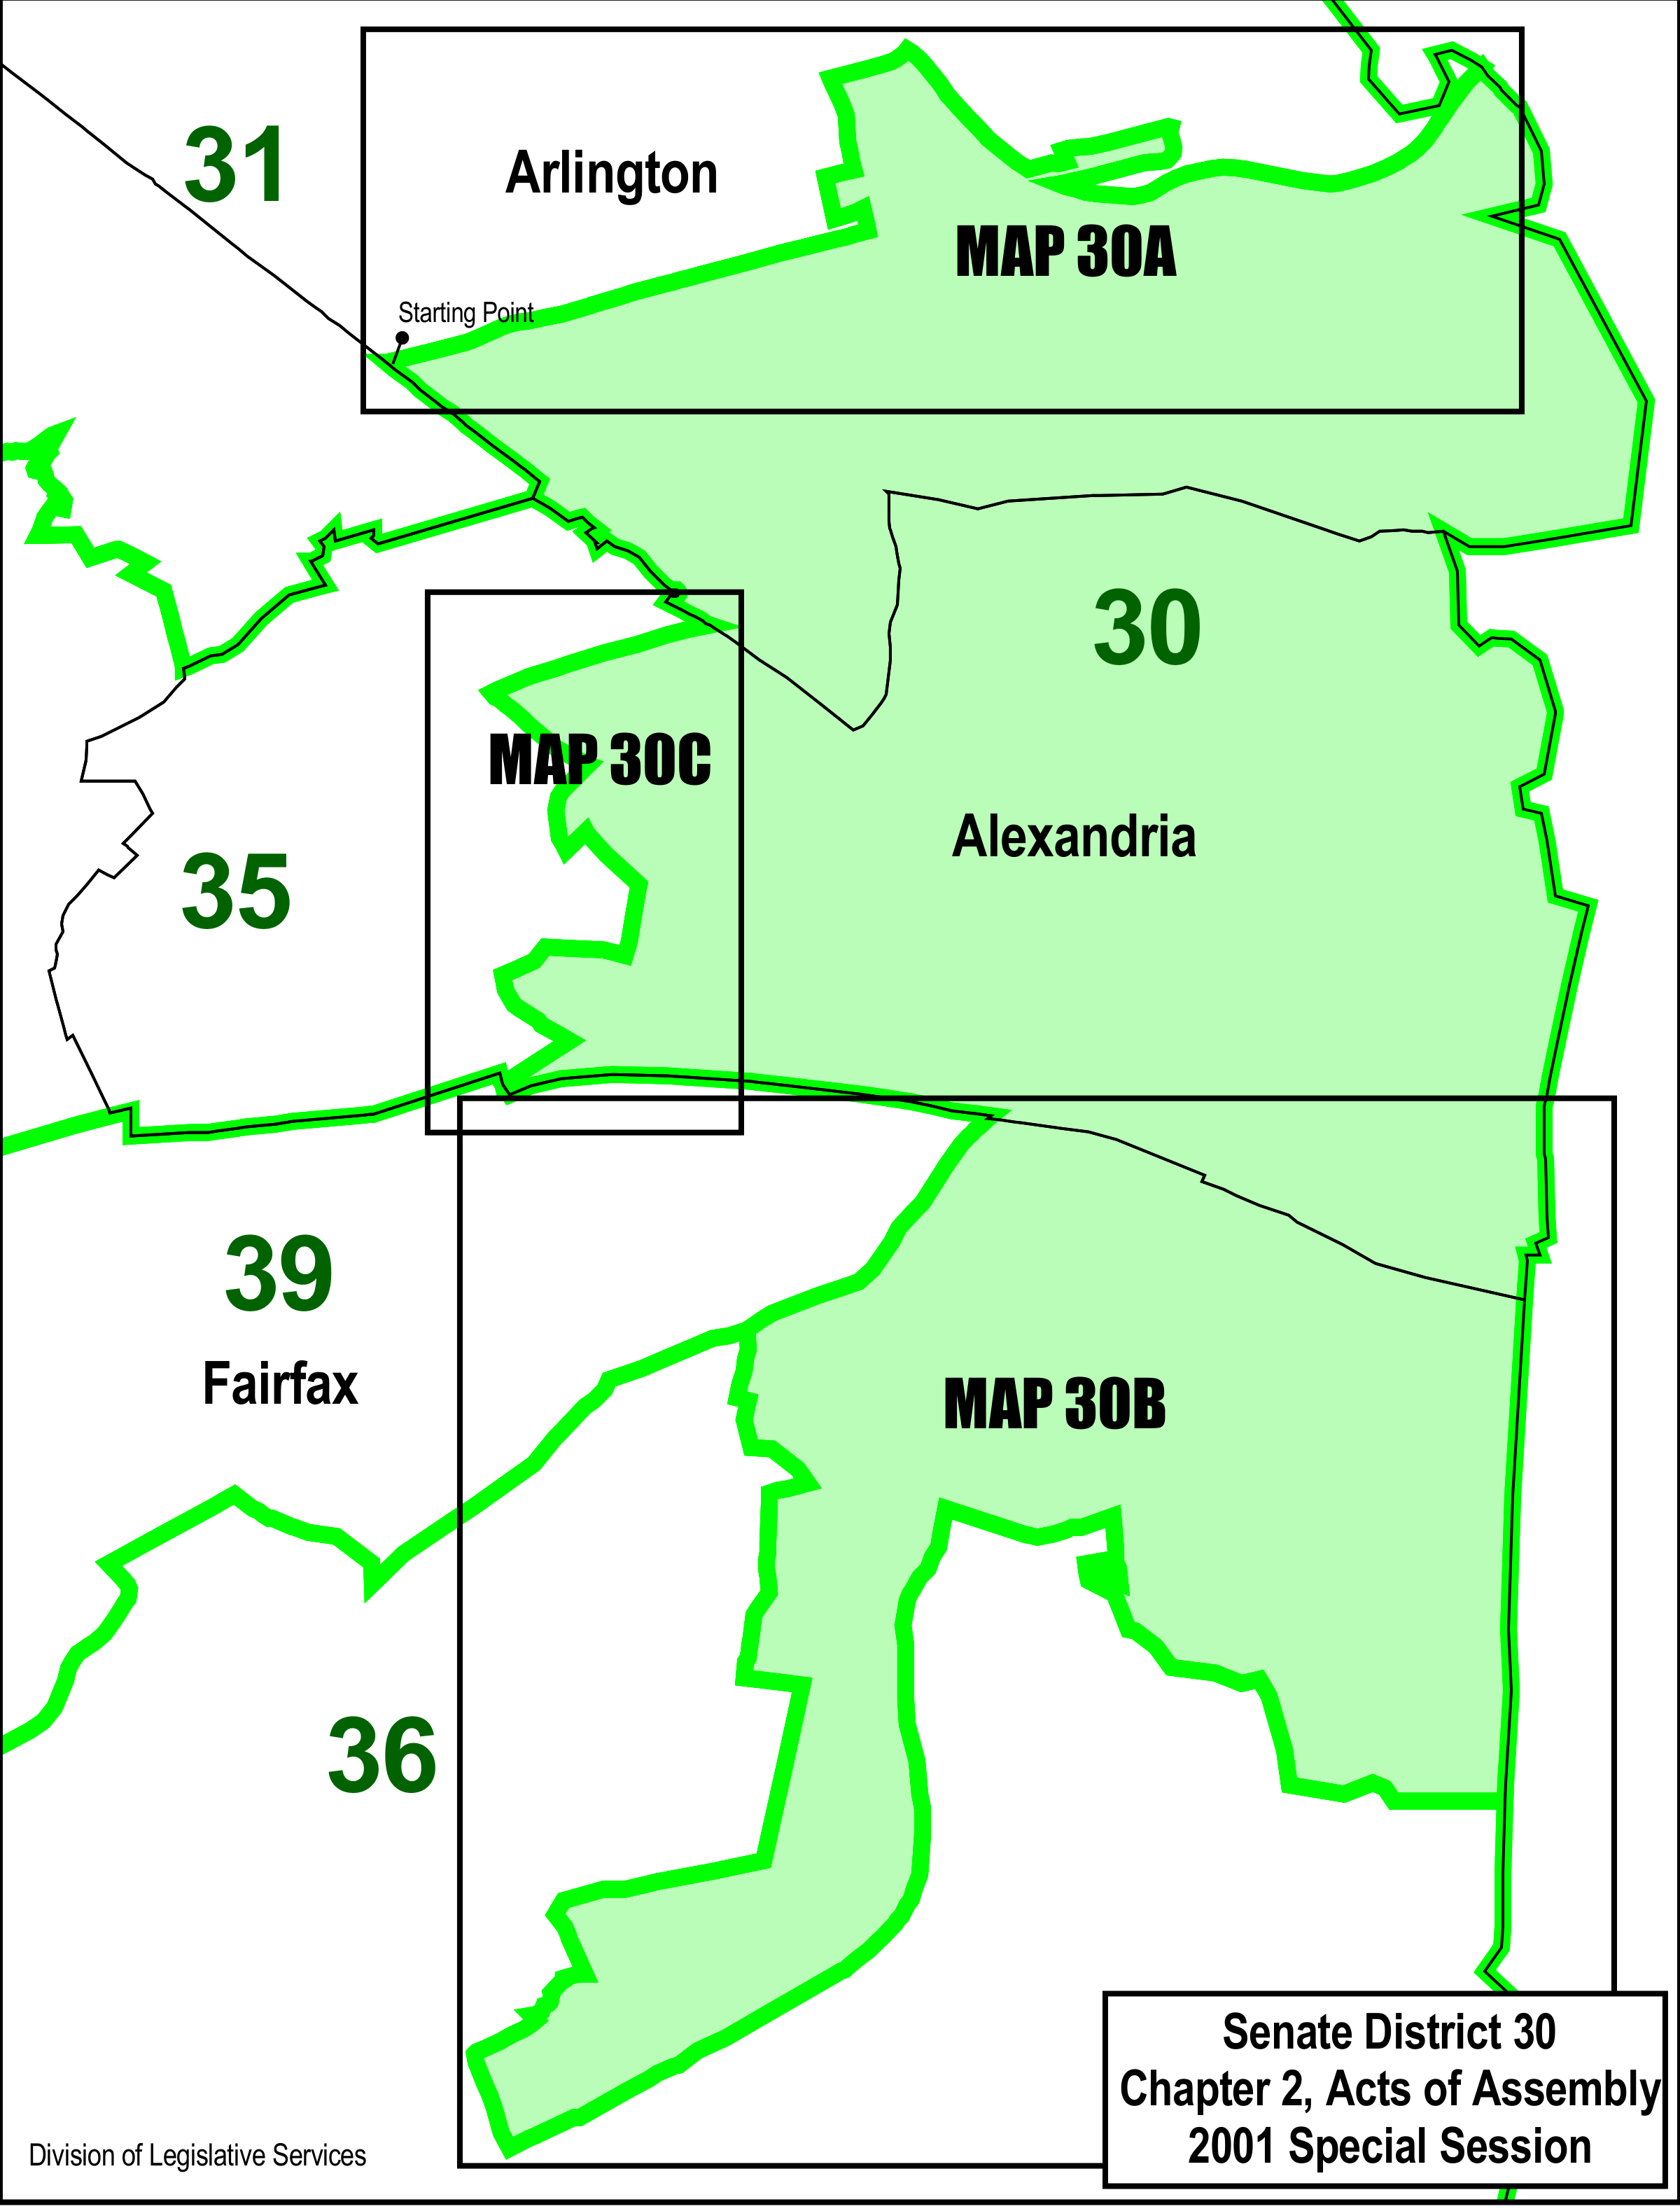 31
Arlington
MAP 30A
Starting Point
30
MAP 30C
Alexandria
35
39
Fairfax
MAP 30B
36
Senate District 30
Chapter 2, Acts of Assembly
2001 Special Session
Division of Legislative Services